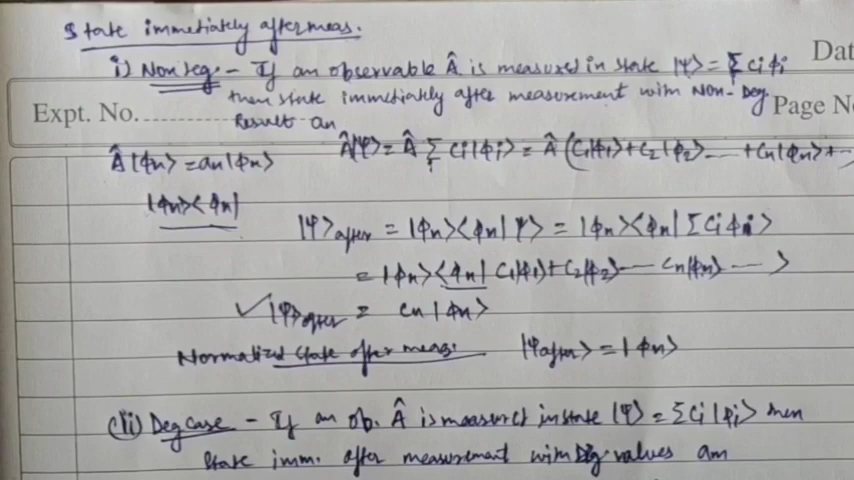 State immediately after meas.
i) Non Deg. - If an observable Â is measured in state |ψ> = Σ ci φi
Dat
then state immediately after measurement with Non-Deg.
Expt. No.
Page N
Result an
Â|φn> = an|φn>
Â|ψ> = Â Σ ci|φi> = Â (c1|φ1> + c2|φ2> --- + cn|φn> + --
i
|φn><φn|
|ψ>after = |φn><φn|ψ> = |φn><φn| Σ ci φi>
= |φn><φn| c1|φ1> + c2|φ2> --- cn|φn> --- >
✓ |ψ>after = cn|φn>
Normalized state after meas. |ψafter> = |φn>
(ii) Deg case - If an ob. Â is measured in state |ψ> = Σ ci|φi> then
state imm. after measurement with Deg. values am